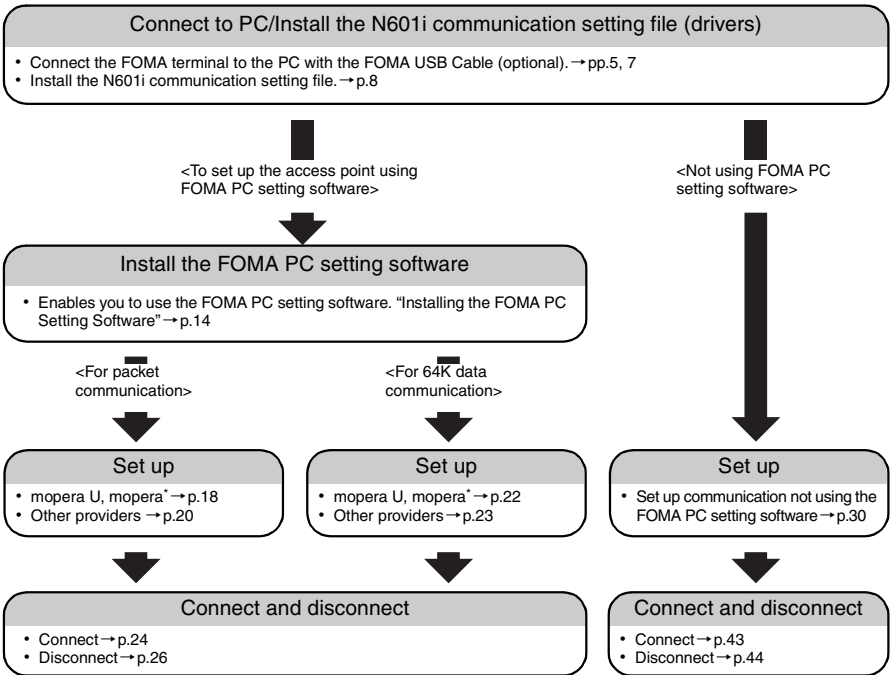 Connect to PC/Install the N601i communication setting file (drivers)
• Connect the FOMA terminal to the PC with the FOMA USB Cable (optional).→pp.5, 7
• Install the N601i communication setting file.→p.8
<To set up the access point using
FOMA PC setting software>
<Not using FOMA PC
setting software>
Install the FOMA PC setting software
• Enables you to use the FOMA PC setting software. “Installing the FOMA PC
Setting Software”→p.14
<For packet
communication>
<For 64K data
communication>
Set up
• mopera U, mopera*→p.18
• Other providers →p.20
Set up
• mopera U, mopera*→p.22
• Other providers→p.23
Set up
• Set up communication not using the
FOMA PC setting software→p.30
Connect and disconnect
• Connect→p.24
• Disconnect→p.26
Connect and disconnect
• Connect→p.43
• Disconnect→p.44